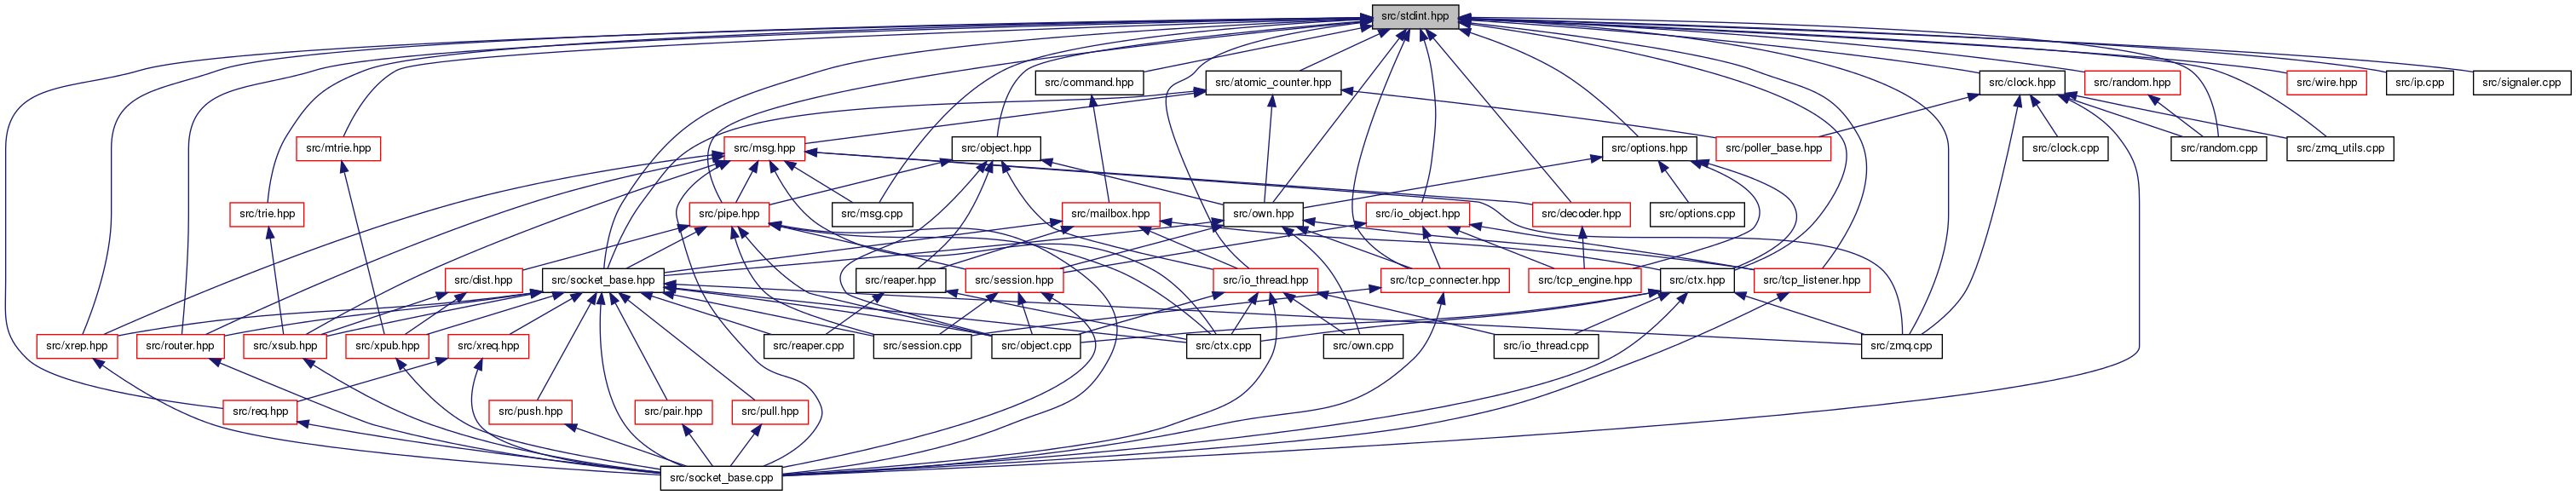 src/stdint.hpp
src/command.hpp
src/atomic_counter.hpp
src/clock.hpp
src/random.hpp
src/wire.hpp
src/ip.cpp
src/signaler.cpp
src/mtrie.hpp
src/msg.hpp
src/object.hpp
src/options.hpp
src/poller_base.hpp
src/clock.cpp
src/random.cpp
src/zmq_utils.cpp
src/trie.hpp
src/pipe.hpp
src/msg.cpp
src/mailbox.hpp
src/own.hpp
src/io_object.hpp
src/decoder.hpp
src/options.cpp
src/dist.hpp
src/socket_base.hpp
src/reaper.hpp
src/session.hpp
src/io_thread.hpp
src/tcp_connecter.hpp
src/tcp_engine.hpp
src/ctx.hpp
src/tcp_listener.hpp
src/xrep.hpp
src/router.hpp
src/xsub.hpp
src/xpub.hpp
src/xreq.hpp
src/reaper.cpp
src/session.cpp
src/object.cpp
src/ctx.cpp
src/own.cpp
src/io_thread.cpp
src/zmq.cpp
src/req.hpp
src/push.hpp
src/pair.hpp
src/pull.hpp
src/socket_base.cpp